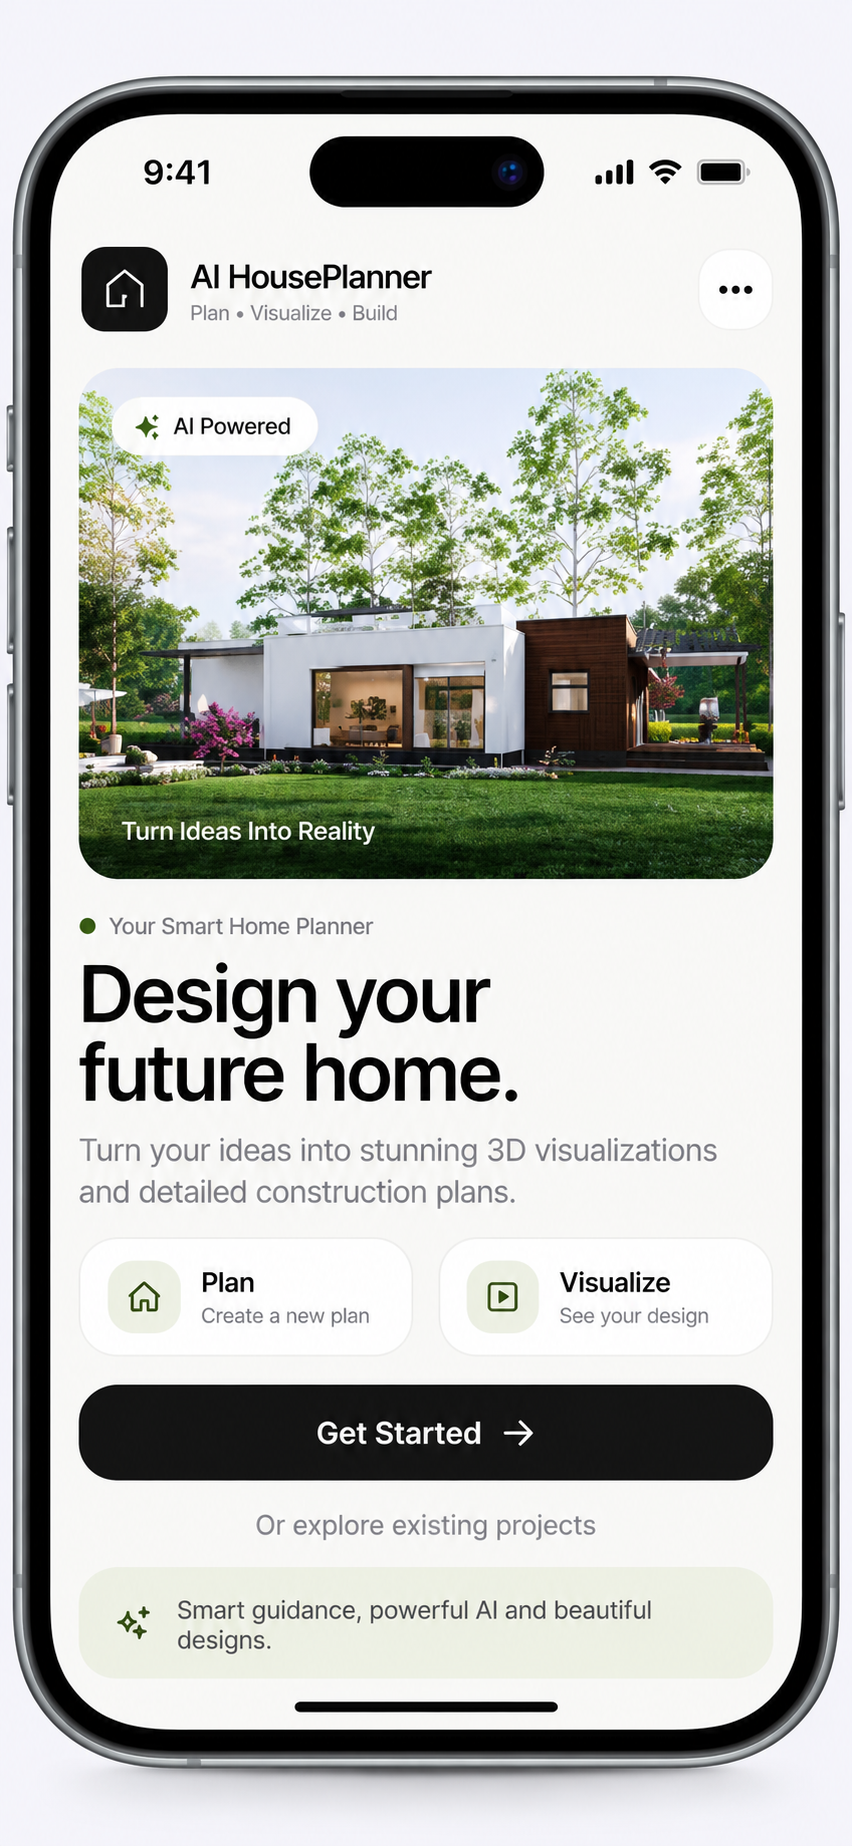 9:41
AI HousePlanner
Plan • Visualize • Build
AI Powered
Turn Ideas Into Reality
Your Smart Home Planner
Design your
future home.
Turn your ideas into stunning 3D visualizations
and detailed construction plans.
Plan
Create a new plan
Visualize
See your design
Get Started →
Or explore existing projects
Smart guidance, powerful AI and beautiful
designs.